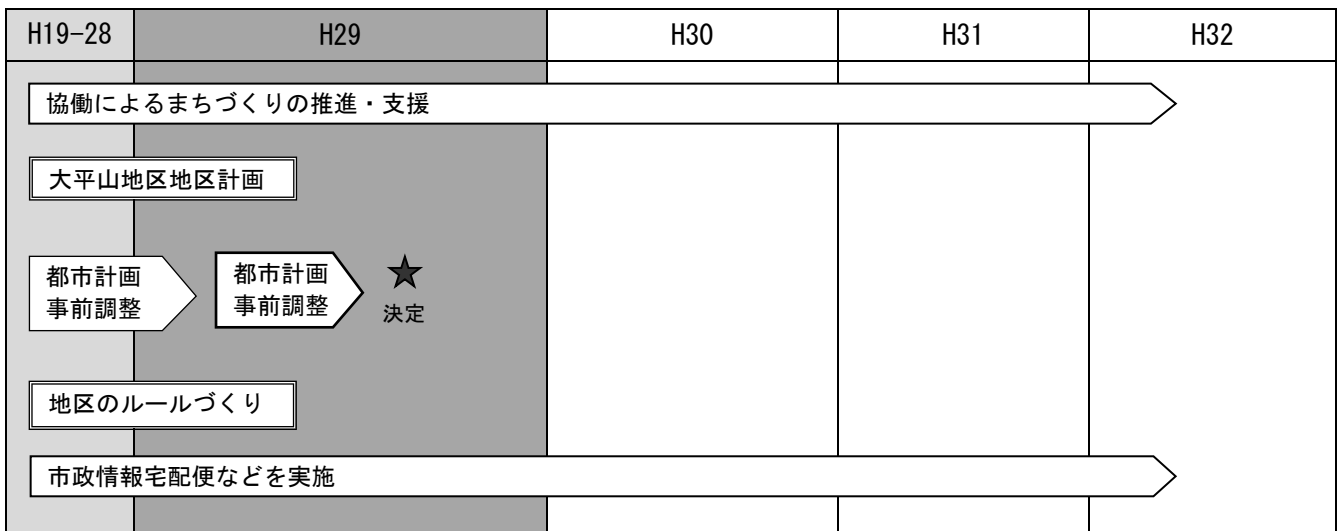 H19-28 H29 H30 H31 H32
協働によるまちづくりの推進・支援
大平山地区地区計画
都市計画
事前調整
都市計画
事前調整
★
決定
地区のルールづくり
市政情報宅配便などを実施